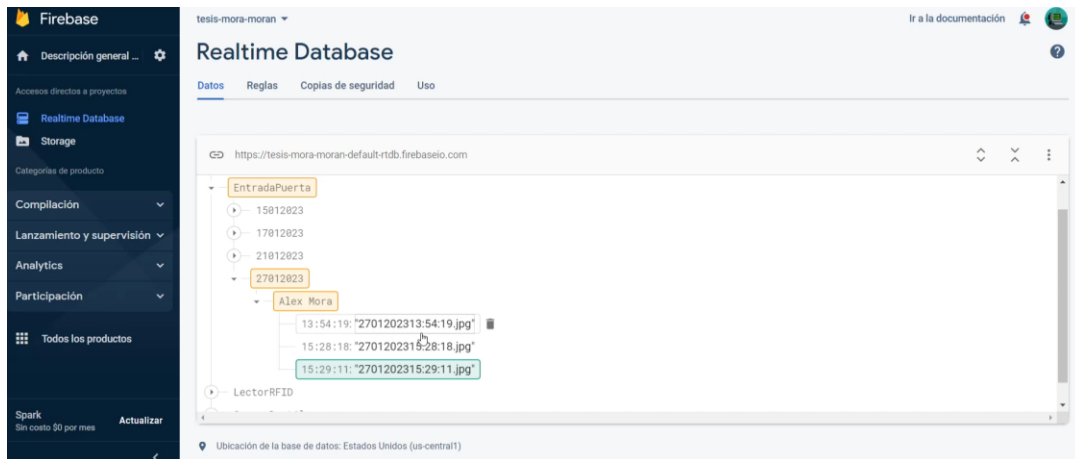 Firebase
tesis-mora-moran
Ir a la documentación
Descripción general ...
Realtime Database
Datos Reglas Copias de seguridad Uso
Accesos directos a proyectos
Realtime Database
Storage
Categorías de producto
Compilación
Lanzamiento y supervisión
Analytics
Participación
Todos los productos
Spark
Sin costo $0 por mes
Actualizar
https://tesis-mora-moran-default-rtdb.firebaseio.com
EntradaPuerta
15012023
17012023
21012023
27012023
Alex Mora
13:54:19: "2701202313:54:19.jpg"
15:28:18: "2701202315:28:18.jpg"
15:29:11: "2701202315:29:11.jpg"
LectorRFID
Ubicación de la base de datos: Estados Unidos (us-central1)